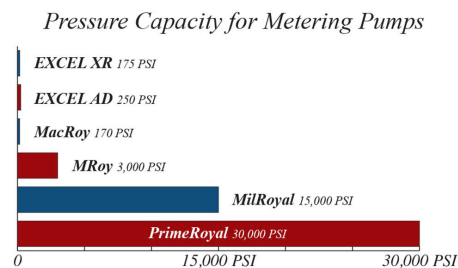 Pressure Capacity for Metering Pumps
EXCEL XR 175 PSI
EXCEL AD 250 PSI
MacRoy 170 PSI
MRoy 3,000 PSI
MilRoyal 15,000 PSI
PrimeRoyal 30,000 PSI
0 15,000 PSI 30,000 PSI